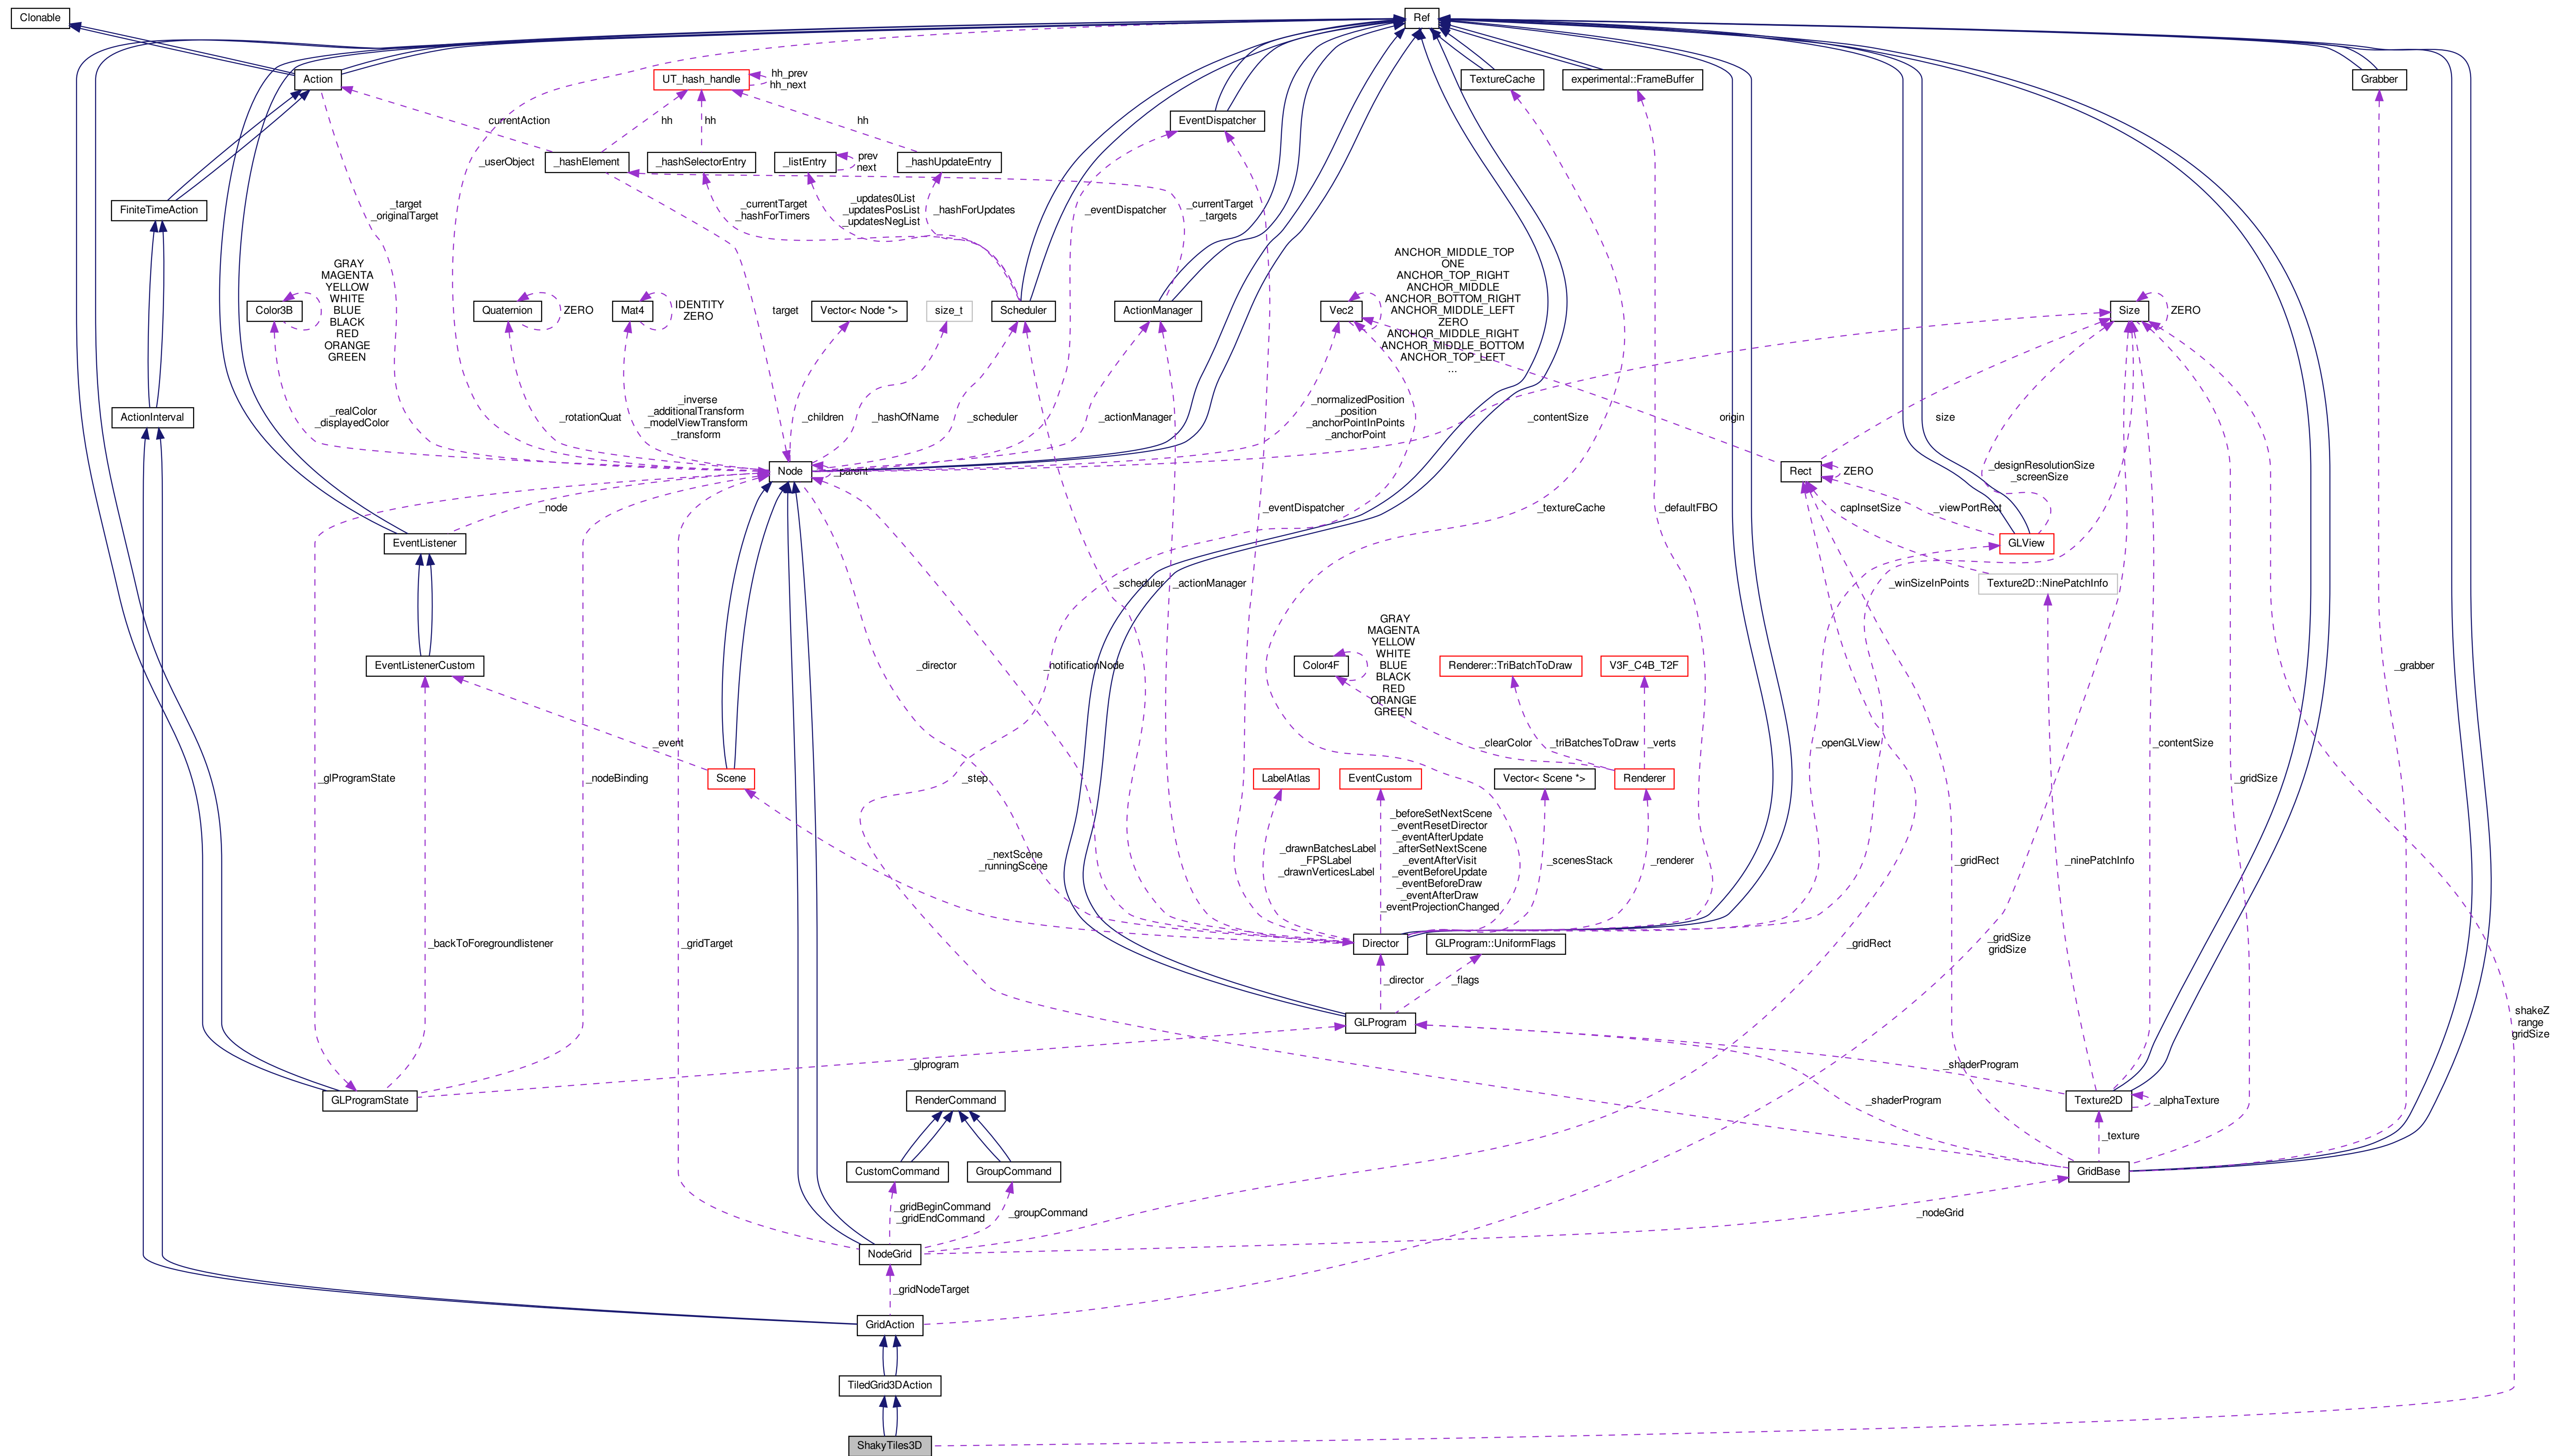 Clonable
Ref
Action
UT_hash_handle
hh_prev
hh_next
TextureCache
experimental::FrameBuffer
Grabber
currentAction
hh
hh
hh
EventDispatcher
_userObject
_hashElement
_hashSelectorEntry
_listEntry
prev
next
_hashUpdateEntry
FiniteTimeAction
_target
_originalTarget
_currentTarget
_hashForTimers
_updates0List
_updatesPosList
_updatesNegList
_hashForUpdates
_eventDispatcher
_currentTarget
_targets
GRAY
MAGENTA
YELLOW
WHITE
BLUE
BLACK
RED
ORANGE
GREEN
Color3B
Quaternion
ZERO
Mat4
IDENTITY
ZERO
target
Vector< Node *>
size_t
Scheduler
ActionManager
Vec2
ANCHOR_MIDDLE_TOP
ONE
ANCHOR_TOP_RIGHT
ANCHOR_MIDDLE
ANCHOR_BOTTOM_RIGHT
ANCHOR_MIDDLE_LEFT
ZERO
ANCHOR_MIDDLE_RIGHT
ANCHOR_MIDDLE_BOTTOM
ANCHOR_TOP_LEFT
...
Size
ZERO
ActionInterval
_realColor
_displayedColor
_rotationQuat
_inverse
_additionalTransform
_modelViewTransform
_transform
_children
_hashOfName
_scheduler
_actionManager
_normalizedPosition
_position
_anchorPointInPoints
_anchorPoint
_contentSize
origin
size
Node
_parent
Rect
ZERO
_designResolutionSize
_screenSize
_node
_eventDispatcher
_textureCache
_defaultFBO
capInsetSize
_viewPortRect
EventListener
GLView
_scheduler
_actionManager
_winSizeInPoints
Texture2D::NinePatchInfo
EventListenerCustom
_director
_notificationNode
Color4F
GRAY
MAGENTA
YELLOW
WHITE
BLUE
BLACK
RED
ORANGE
GREEN
Renderer::TriBatchToDraw
V3F_C4B_T2F
_grabber
_event
_clearColor
_triBatchesToDraw
_verts
_openGLView
_contentSize
_glProgramState
_nodeBinding
Scene
_step
LabelAtlas
EventCustom
Vector< Scene *>
Renderer
_gridSize
_nextScene
_runningScene
_drawnBatchesLabel
_FPSLabel
_drawnVerticesLabel
_beforeSetNextScene
_eventResetDirector
_eventAfterUpdate
_afterSetNextScene
_eventAfterVisit
_eventBeforeUpdate
_eventBeforeDraw
_eventAfterDraw
_eventProjectionChanged
_scenesStack
_renderer
_gridRect
_ninePatchInfo
_backToForegroundlistener
_gridTarget
Director
GLProgram::UniformFlags
_gridRect
_gridSize
gridSize
_director
_flags
GLProgram
shakeZ
range
gridSize
_glprogram
_shaderProgram
GLProgramState
RenderCommand
_shaderProgram
Texture2D
_alphaTexture
_texture
CustomCommand
GroupCommand
GridBase
_gridBeginCommand
_gridEndCommand
_groupCommand
_nodeGrid
NodeGrid
_gridNodeTarget
GridAction
TiledGrid3DAction
ShakyTiles3D